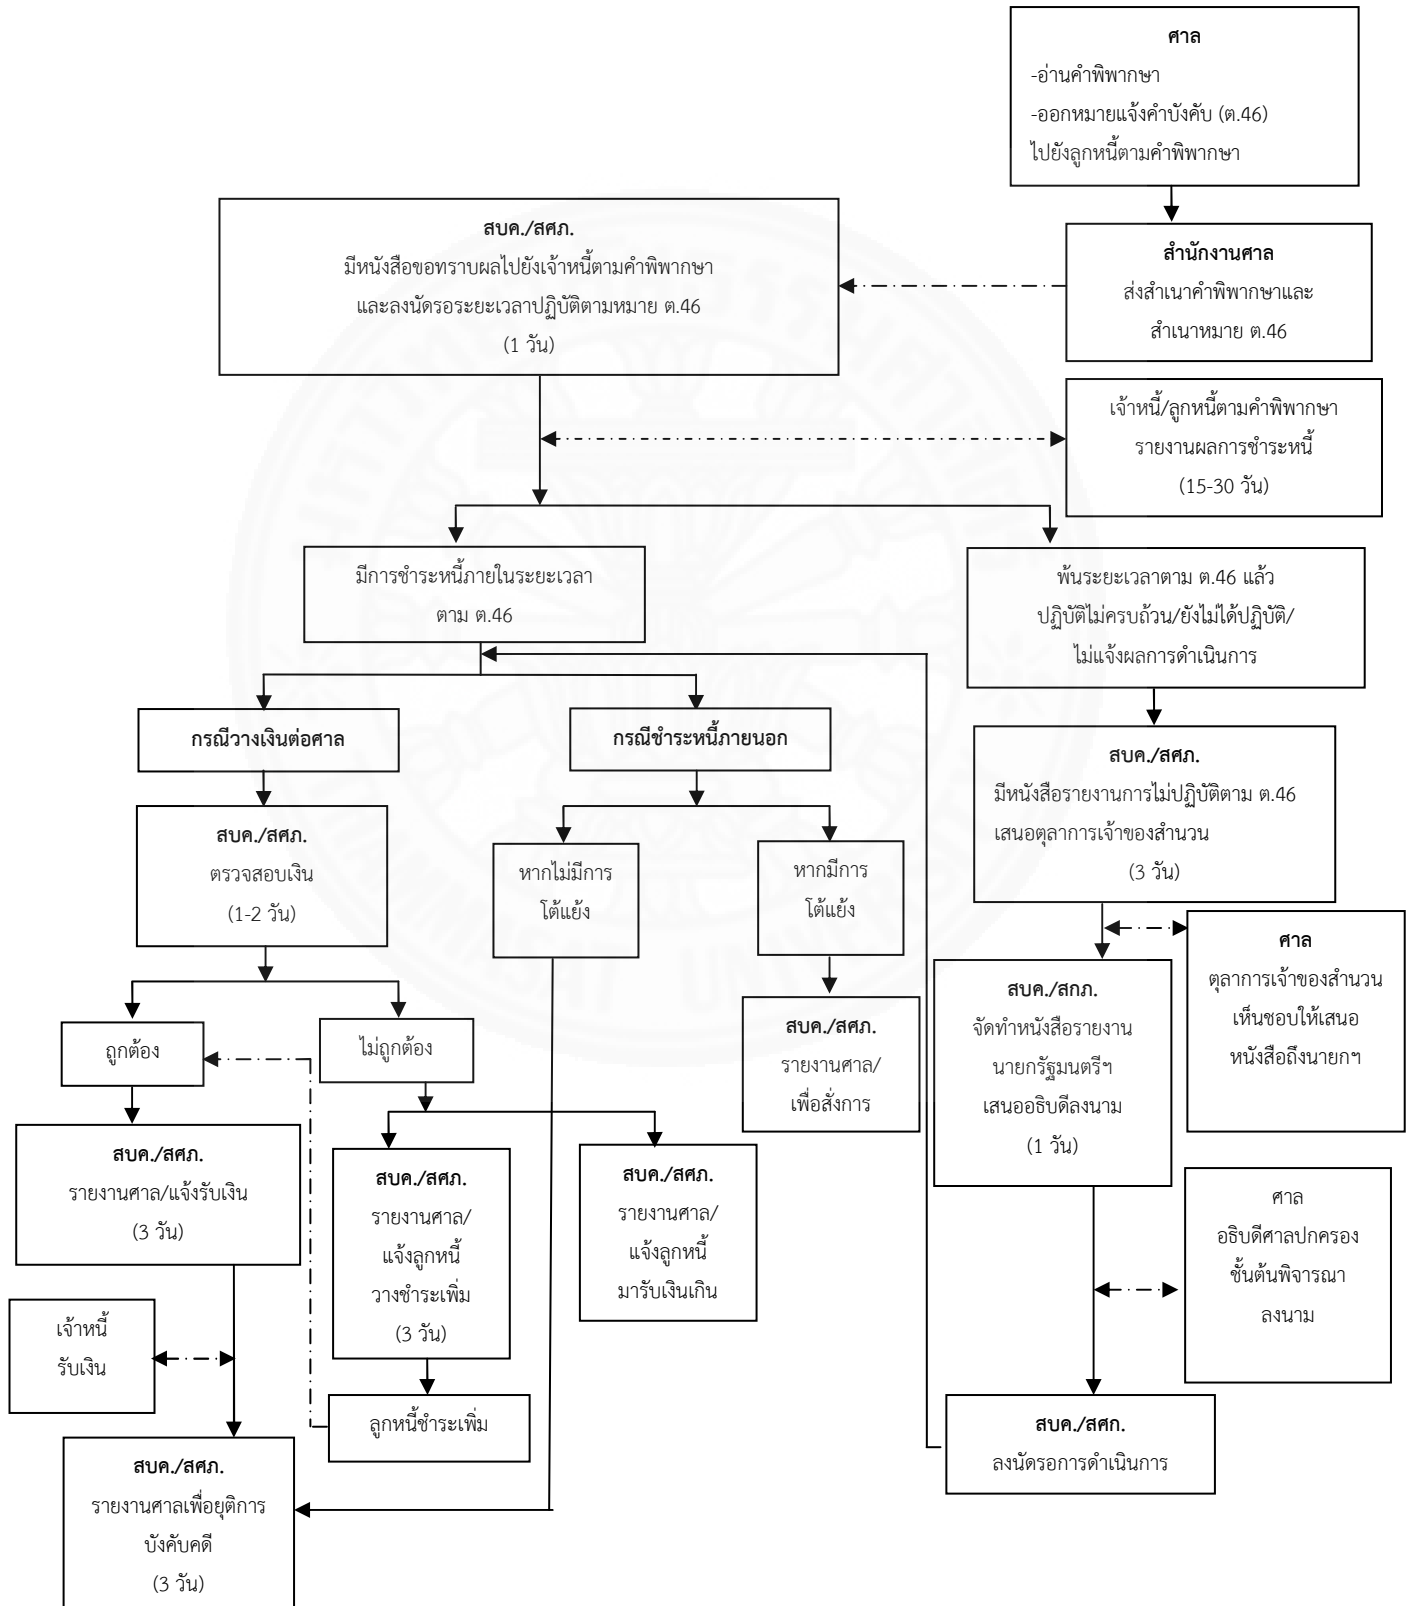 ศาล
-อ่านคำพิพากษา
-ออกหมายแจ้งคำบังคับ (ต.46)
ไปยังลูกหนี้ตามคำพิพากษา
สำนักงานศาล
ส่งสำเนาคำพิพากษาและ
สำเนาหมาย ต.46
สบค./สศภ.
มีหนังสือขอทราบผลไปยังเจ้าหนี้ตามคำพิพากษา
และลงนัดรอระยะเวลาปฏิบัติตามหมาย ต.46
(1 วัน)
เจ้าหนี้/ลูกหนี้ตามคำพิพากษา
รายงานผลการชำระหนี้
(15-30 วัน)
มีการชำระหนี้ภายในระยะเวลา
ตาม ต.46
พ้นระยะเวลาตาม ต.46 แล้ว
ปฏิบัติไม่ครบถ้วน/ยังไม่ได้ปฏิบัติ/
ไม่แจ้งผลการดำเนินการ
กรณีวางเงินต่อศาล
กรณีชำระหนี้ภายนอก
สบค./สศภ.
มีหนังสือรายงานการไม่ปฏิบัติตาม ต.46
เสนอตุลาการเจ้าของสำนวน
(3 วัน)
สบค./สศภ.
ตรวจสอบเงิน
(1-2 วัน)
หากไม่มีการ
โต้แย้ง
หากมีการ
โต้แย้ง
ศาล
ตุลาการเจ้าของสำนวน
เห็นชอบให้เสนอ
หนังสือถึงนายกฯ
สบค./สกภ.
จัดทำหนังสือรายงาน
นายกรัฐมนตรีฯ
เสนออธิบดีลงนาม
(1 วัน)
สบค./สศภ.
รายงานศาล/
เพื่อสั่งการ
ถูกต้อง
ไม่ถูกต้อง
สบค./สศภ.
รายงานศาล/แจ้งรับเงิน
(3 วัน)
สบค./สศภ.
รายงานศาล/
แจ้งลูกหนี้
วางชำระเพิ่ม
(3 วัน)
สบค./สศภ.
รายงานศาล/
แจ้งลูกหนี้
มารับเงินเกิน
ศาล
อธิบดีศาลปกครอง
ชั้นต้นพิจารณา
ลงนาม
เจ้าหนี้
รับเงิน
ลูกหนี้ชำระเพิ่ม
สบค./สศก.
ลงนัดรอการดำเนินการ
สบค./สศภ.
รายงานศาลเพื่อยุติการ
บังคับคดี
(3 วัน)